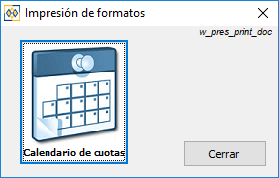 Impresión de formatos
w_pres_print_doc
Calendario de cuotas
Cerrar